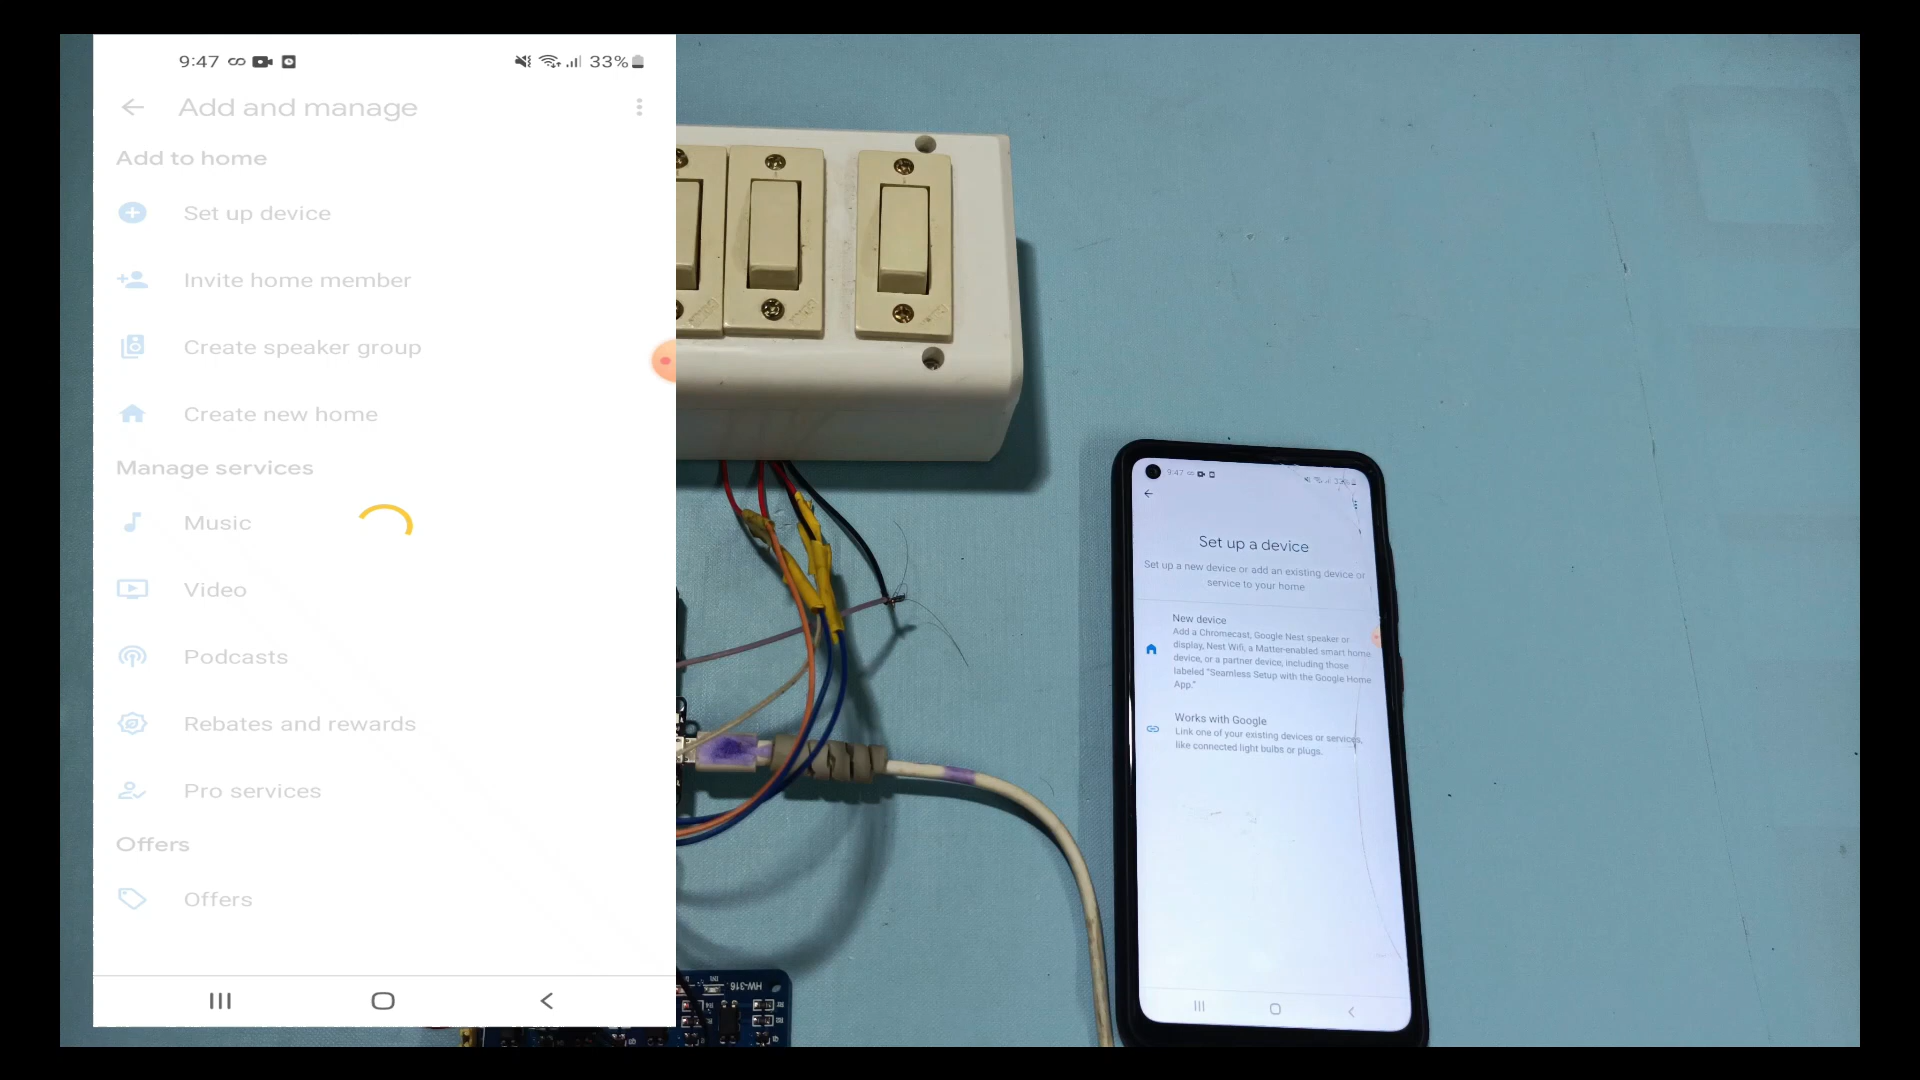 9:47
33%
Add and manage
Add to home
Set up device
Invite home member
Create speaker group
Create new home
Manage services
Music
Video
Podcasts
Rebates and rewards
Pro services
Offers
Offers
9:47
Set up a device
Set up a new device or add an existing device or
service to your home
New device
Add a Chromecast, Google Nest speaker or
display, Nest Wifi, a Matter-enabled smart home
device, or a partner device, including those
labeled "Seamless Setup with the Google Home
App."
Works with Google
Link one of your existing devices or services,
like connected light bulbs or plugs.
HW-316